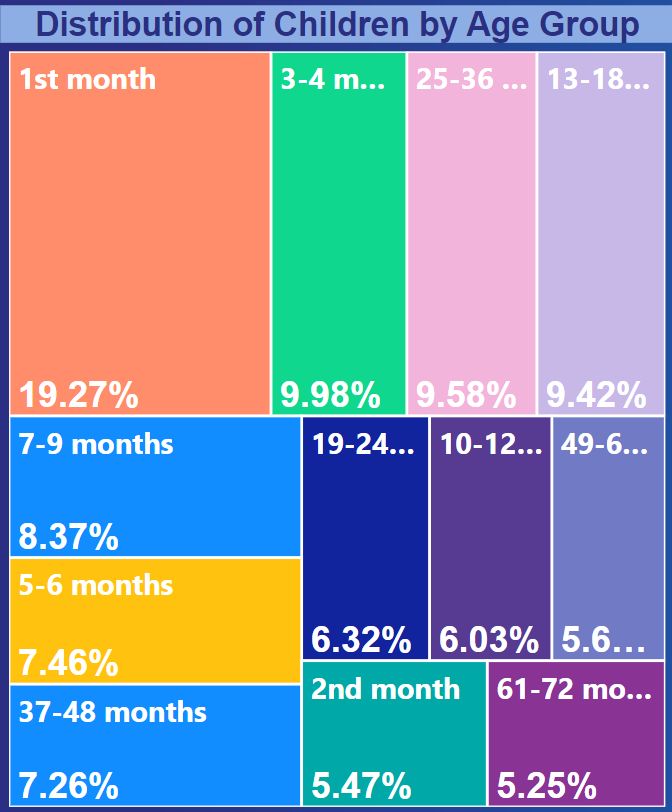 Distribution of Children by Age Group
1st month
19.27%
3-4 m...
9.98%
25-36 ...
9.58%
13-18...
9.42%
7-9 months
8.37%
5-6 months
7.46%
37-48 months
7.26%
19-24...
6.32%
10-12...
6.03%
49-6...
5.6...
2nd month
5.47%
61-72 mo...
5.25%